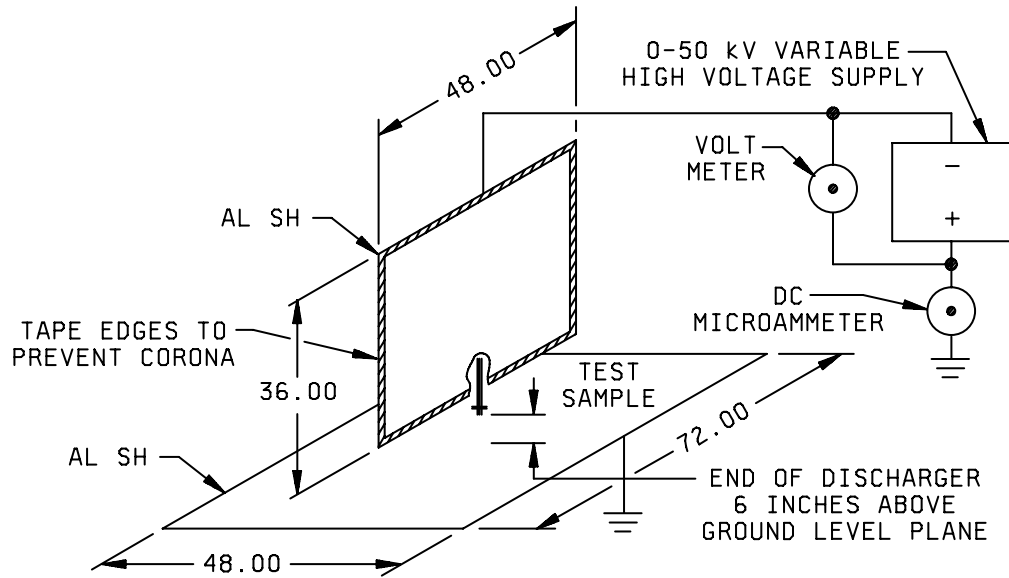 48.00
0-50 kV VARIABLE
HIGH VOLTAGE SUPPLY
VOLT
METER
-
+
AL SH
DC
MICROAMMETER
TAPE EDGES TO
PREVENT CORONA
36.00
TEST
SAMPLE
72.00
AL SH
END OF DISCHARGER
6 INCHES ABOVE
GROUND LEVEL PLANE
48.00